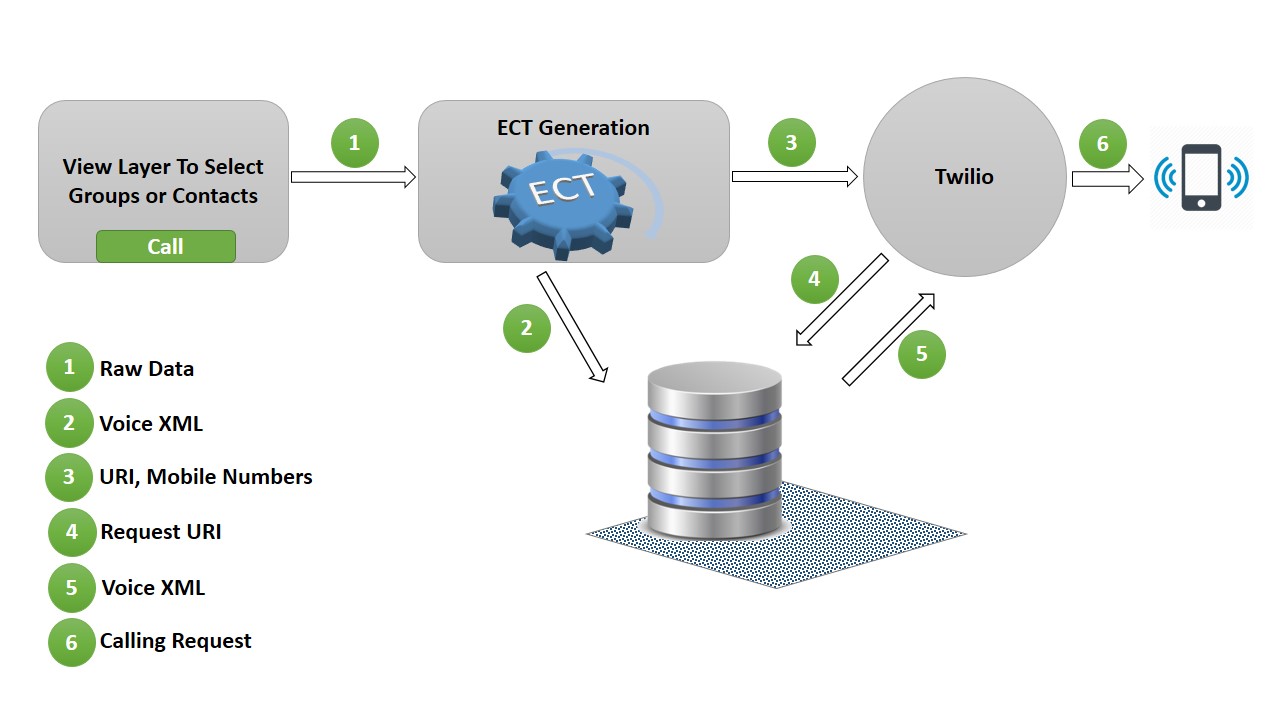 ECT Generation
1
3
6
View Layer To Select
Groups or Contacts
Call
ECT
Twilio
4
2
5
1 Raw Data
2 Voice XML
3 URI, Mobile Numbers
4 Request URI
5 Voice XML
6 Calling Request